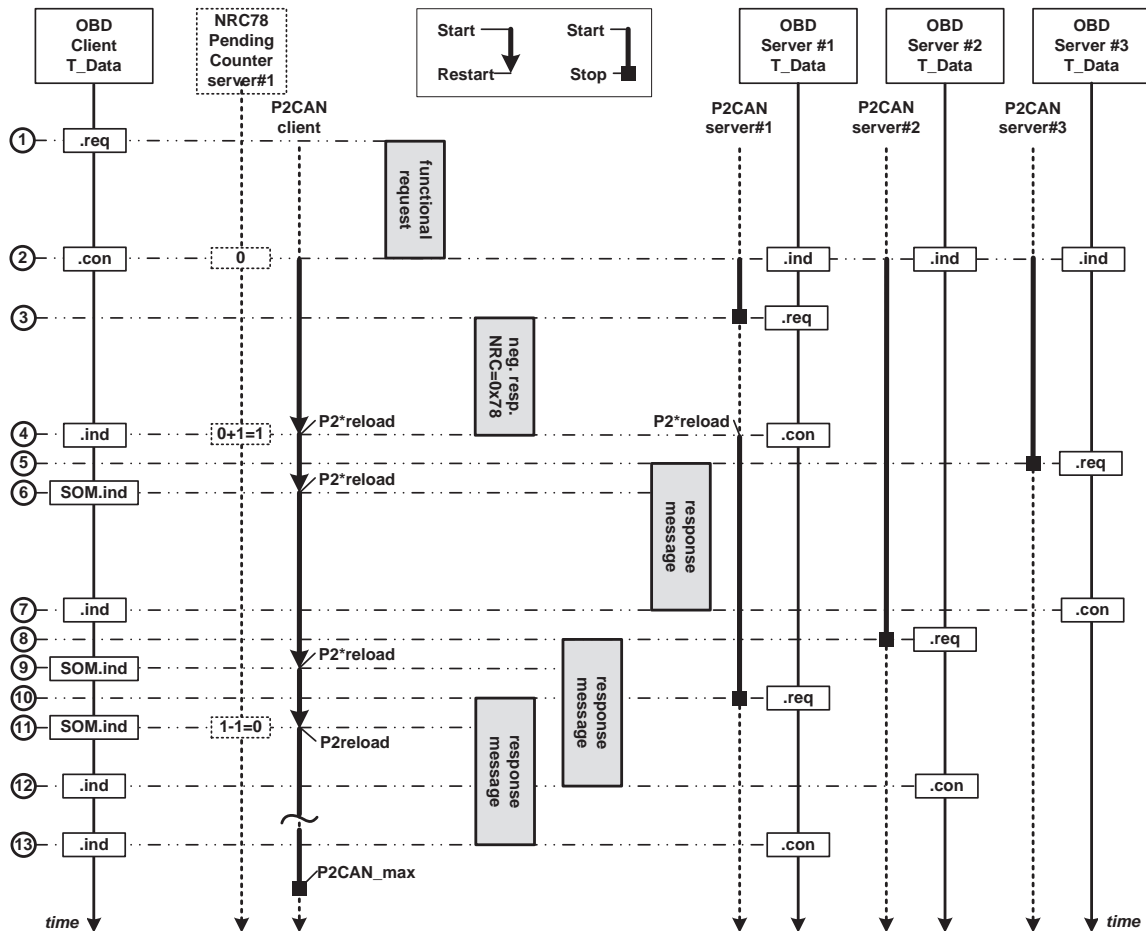 OBD
Client
T_Data
NRC78
Pending
Counter
server#1
Start
Restart
Start
Stop
OBD
Server #1
T_Data
OBD
Server #2
T_Data
OBD
Server #3
T_Data
P2CAN
client
P2CAN
server#1
P2CAN
server#2
P2CAN
server#3
1
.req
functional
request
2
.con
0
.ind
.ind
.ind
3
.req
neg. resp.
NRC=0x78
4
.ind
0+1=1
P2*reload
P2*reload
.con
5
.req
6
SOM.ind
P2*reload
response
message
7
.ind
.con
8
.req
9
SOM.ind
P2*reload
response
message
10
.req
11
SOM.ind
1-1=0
P2reload
response
message
12
.ind
.con
13
.ind
.con
P2CAN_max
time
time